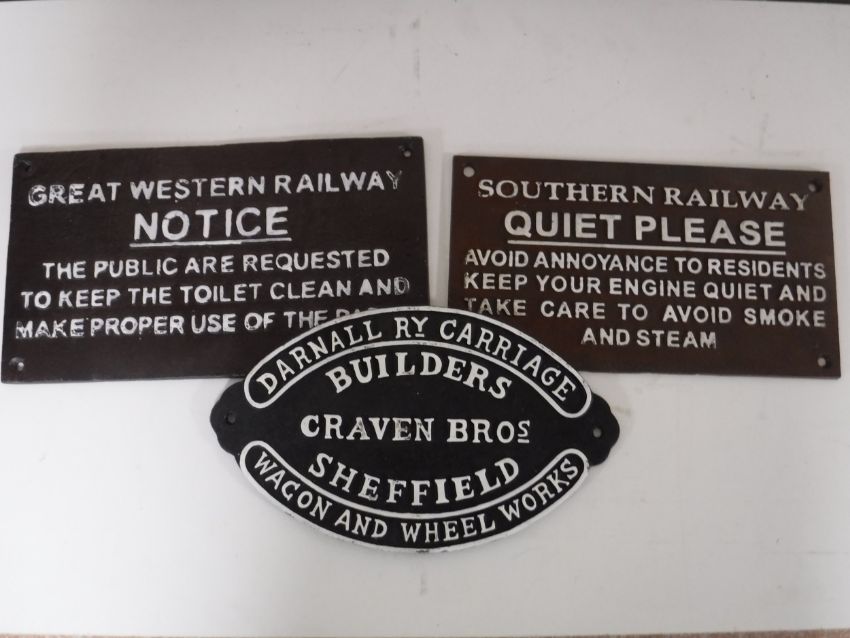 GREAT WESTERN RAILWAY
NOTICE
THE PUBLIC ARE REQUESTED
TO KEEP THE TOILET CLEAN AND
MAKE PROPER USE OF THE
SOUTHERN RAILWAY
QUIET PLEASE
AVOID ANNOYANCE TO RESIDENTS
KEEP YOUR ENGINE QUIET AND
TAKE CARE TO AVOID SMOKE
AND STEAM
DARNALL RY CARRIAGE
BUILDERS
CRAVEN BROS
SHEFFIELD
WAGON AND WHEEL WORKS